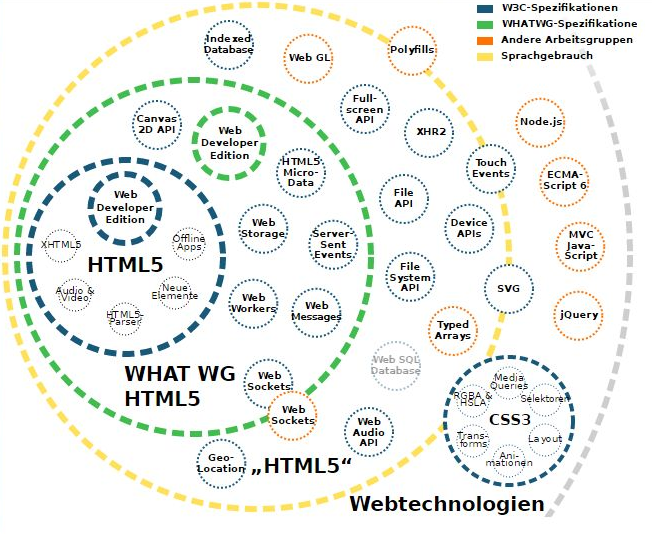 W3C-Spezifikationen
WHATWG-Spezifikatione
Andere Arbeitsgruppen
Sprachgebrauch
Indexed
Database
Web GL
Polyfills
Full-
screen
API
XHR2
Node.js
Canvas
2D API
Web
Developer
Edition
HTML5
Micro-
Data
Touch
Events
ECMA-
Script 6
Web
Developer
Edition
File
API
Web
Storage
Server-
Sent
Events
Device
APIs
MVC
Java-
Script
XHTML5
Offline
Apps
HTML5
File
System
API
SVG
Audio &
Video
Neue
Elemente
HTML5-
Parser
Web
Workers
Web
Messages
Typed
Arrays
jQuery
WHAT WG
HTML5
Web
Sockets
Web SQL
Database
Web
Sockets
Web
Audio
API
Media
Queries
RGBA &
HSLA
Selektoren
CSS3
Trans-
forms
Layout
Ani-
mationen
Geo-
Location
„HTML5“
Webtechnologien